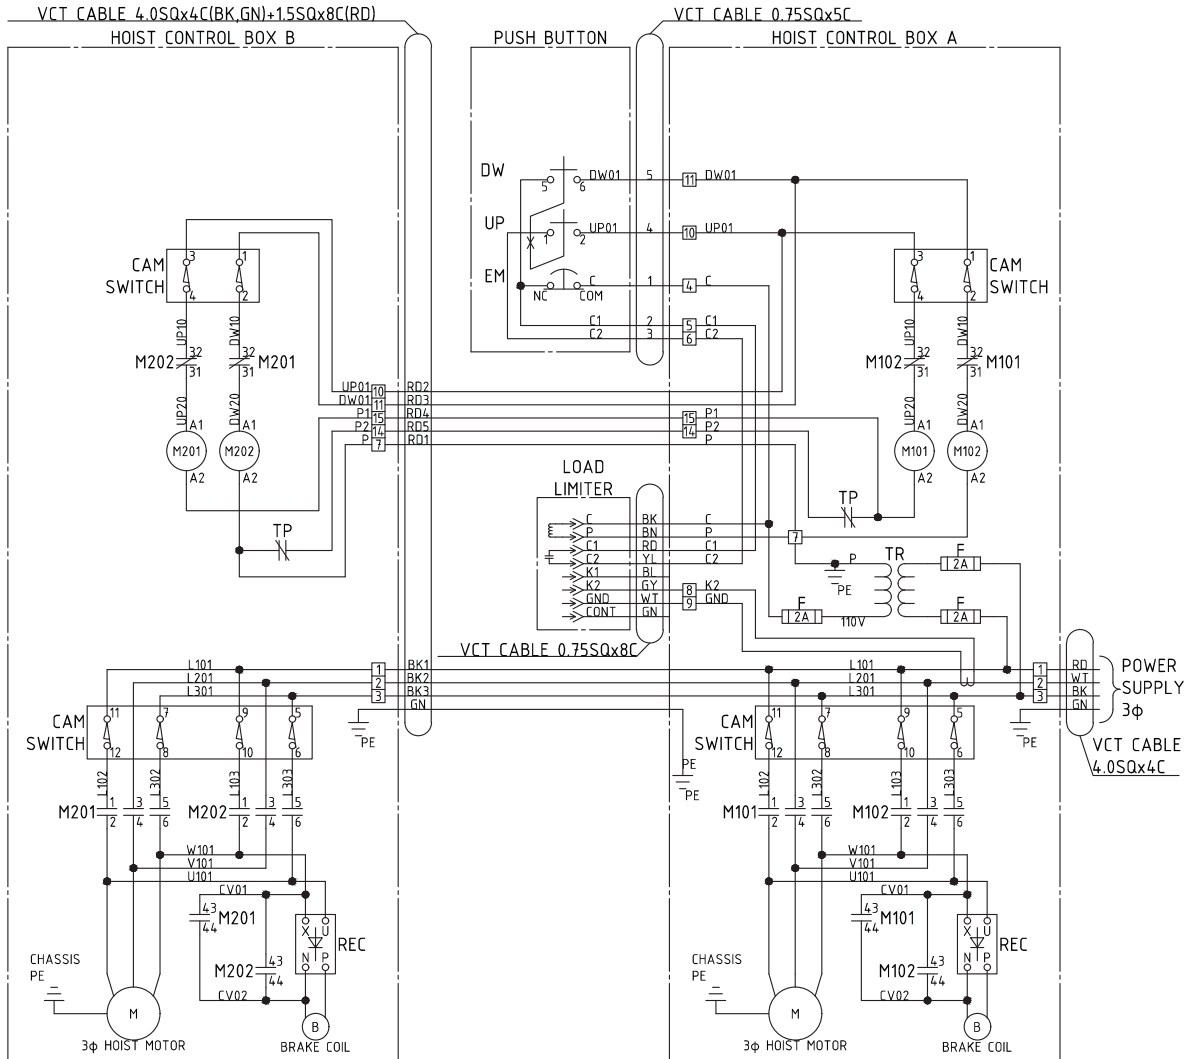 VCT CABLE 4.0SQx4C(BK,GN)+1.5SQx8C(RD)
VCT CABLE 0.75SQx5C
HOIST CONTROL BOX B
PUSH BUTTON
HOIST CONTROL BOX A
DW
5
6
DW01
5
11
DW01
UP
1
2
UP01
4
10
UP01
X
EM
NC
COM
C
1
4
C
C1
2
5
C1
C2
3
6
C2
CAM
SWITCH
3
1
4
2
UP10
DW10
M202
32
31
32
31
M201
UP20
DW20
A1
A1
M201
M202
A2
A2
TP
CAM
SWITCH
3
1
4
2
UP10
DW10
M102
32
31
32
31
M101
UP20
DW20
A1
A1
M101
M102
A2
A2
TP
UP01
10
RD2
DW01
11
RD3
P1
15
RD4
15
P1
P2
14
RD5
14
P2
P
7
RD1
P
LOAD
LIMITER
C
BK
C
P
BN
P
7
C1
RD
C1
C2
YL
C2
K1
BL
K2
GY
8
K2
GND
WT
9
GND
CONT
GN
P
PE
TR
F
2A
F
2A
110V
F
2A
VCT CABLE 0.75SQx8C
L101
1
BK1
L101
1
RD
L201
2
BK2
L201
2
WT
L301
3
BK3
L301
3
BK
GN
GN
POWER
SUPPLY
3φ
PE
PE
PE
PE
VCT CABLE
4.0SQx4C
CAM
SWITCH
11
7
9
5
12
8
10
6
L102
L302
L103
L303
M201
1
2
3
4
5
6
M202
1
2
3
4
5
6
W101
V101
U101
CV01
43
44
M201
M202
43
44
CV02
X
U
N
P
REC
CHASSIS
PE
M
B
3φ HOIST MOTOR
BRAKE COIL
CAM
SWITCH
11
7
9
5
12
8
10
6
L102
L302
L103
L303
M101
1
2
3
4
5
6
M102
1
2
3
4
5
6
W101
V101
U101
CV01
43
44
M101
M102
43
44
CV02
X
U
N
P
REC
CHASSIS
PE
M
B
3φ HOIST MOTOR
BRAKE COIL